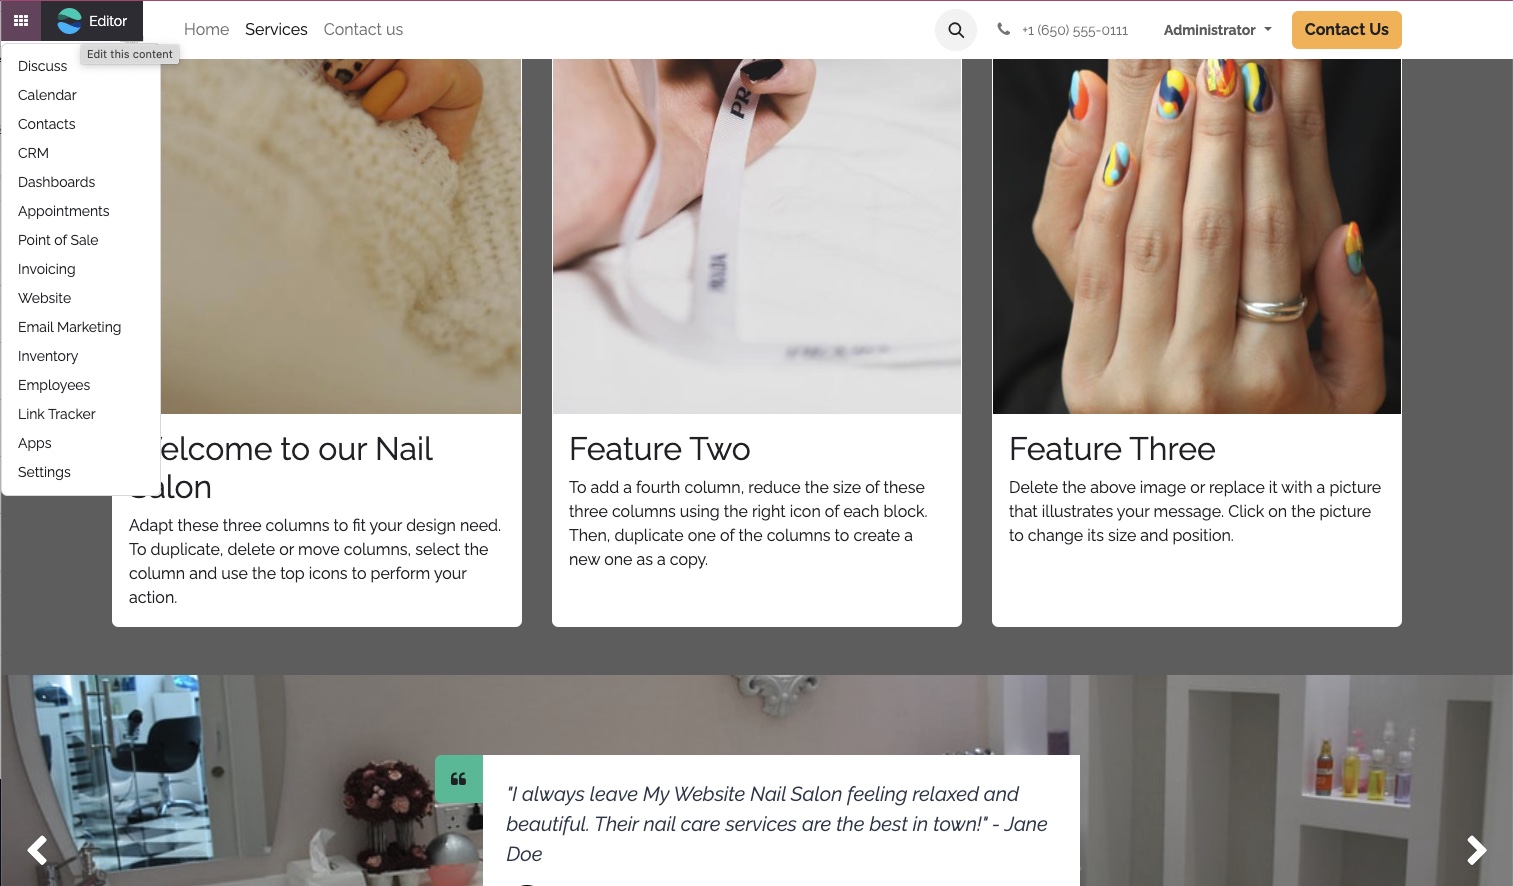 Editor
Home
Services
Contact us
+1 (650) 555-0111
Administrator
Contact Us
Edit this content
Discuss
Calendar
Contacts
CRM
Dashboards
Appointments
Point of Sale
Invoicing
Website
Email Marketing
Inventory
Employees
Link Tracker
Apps
Settings
PR
elcome to our Nail
alon
Adapt these three columns to fit your design need.
To duplicate, delete or move columns, select the
column and use the top icons to perform your
action.
Feature Two
To add a fourth column, reduce the size of these
three columns using the right icon of each block.
Then, duplicate one of the columns to create a
new one as a copy.
Feature Three
Delete the above image or replace it with a picture
that illustrates your message. Click on the picture
to change its size and position.
"I always leave My Website Nail Salon feeling relaxed and
beautiful. Their nail care services are the best in town!" - Jane
Doe